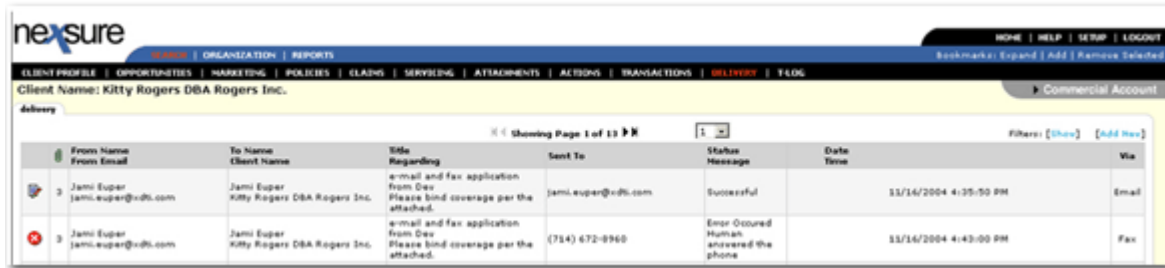 nexsure
HOME | HELP | SETUP | LOGOUT
SEARCH | ORGANIZATION | REPORTS
Bookmarks: Expand | Add | Remove Selected
CLIENT PROFILE | OPPORTUNITIES | MARKETING | POLICIES | CLAIMS | SERVICING | ATTACHMENTS | ACTIONS | TRANSACTIONS | DELIVERY | T-LOG
Client Name: Kitty Rogers DBA Rogers Inc.
Commercial Account
delivery
Showing Page 1 of 13 1 Filters: [Show] [Add New]
From Name To Name Title Sent To Status Date Via
From Email Client Name Regarding Message Time
e-mail and fax application
3 Jami Euper Jami Euper from Dev jami.euper@xdti.com Successful 11/16/2004 4:35:50 PM Email
jami.euper@xdti.com Kitty Rogers DBA Rogers Inc. Please bind coverage per the
attached.
e-mail and fax application Error Occured
3 Jami Euper Jami Euper from Dev (714) 672-8960 Human 11/16/2004 4:43:00 PM Fax
jami.euper@xdti.com Kitty Rogers DBA Rogers Inc. Please bind coverage per the answered the
attached. phone